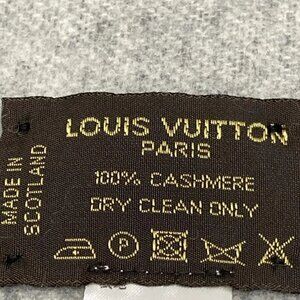 LOUIS VUITTON
PARIS
100% CASHMERE
DRY CLEAN ONLY
P
MADE IN
SCOTLAND